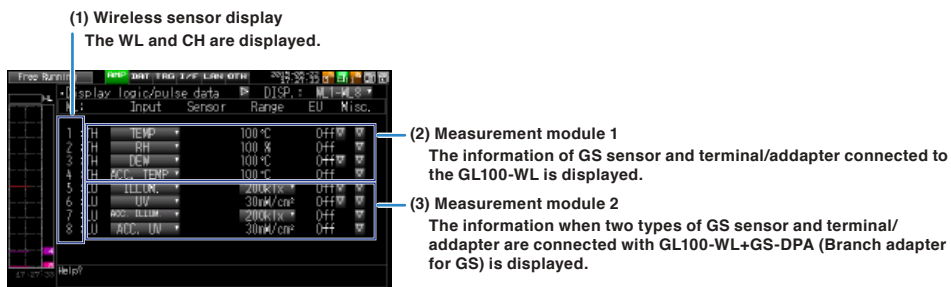 (1) Wireless sensor display
The WL and CH are displayed.
Free Running AMP DAT TRG I/F LAN OTH
Display logic/pulse data DISP.: WL1-WL8
Input Sensor Range EU Misc.
1 TEMP 100°C Off
2 RH 100 % Off
3 DEW 100°C Off
4 ACC. TEMP 100°C Off
5 ILLUM. 200klx Off
6 UV 30mW/cm² Off
7 ACC. ILLUM 200klx Off
8 ACC. UV 30mW/cm² Off
Help?
(2) Measurement module 1
The information of GS sensor and terminal/addapter connected to
the GL100-WL is displayed.
(3) Measurement module 2
The information when two types of GS sensor and terminal/
addapter are connected with GL100-WL+GS-DPA (Branch adapter
for GS) is displayed.